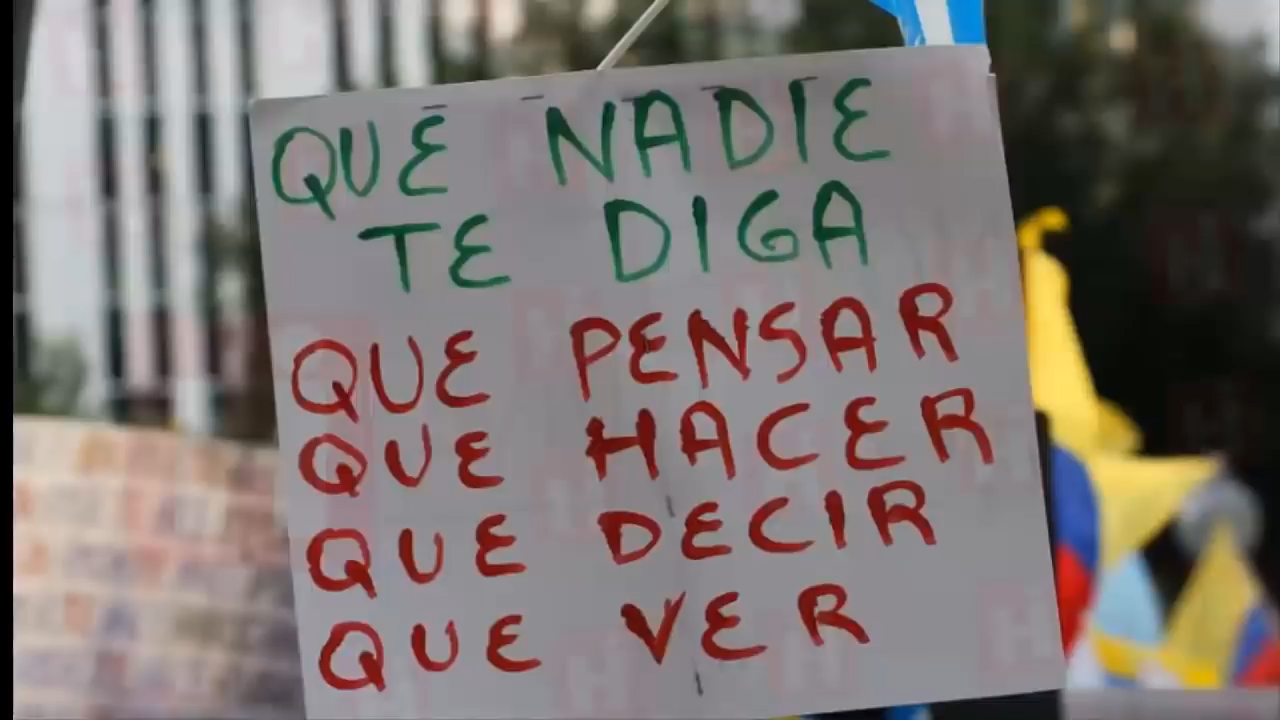 QUE NADIE
TE DIGA
QUE PENSAR
QUE HACER
QUE DECIR
QUE VER